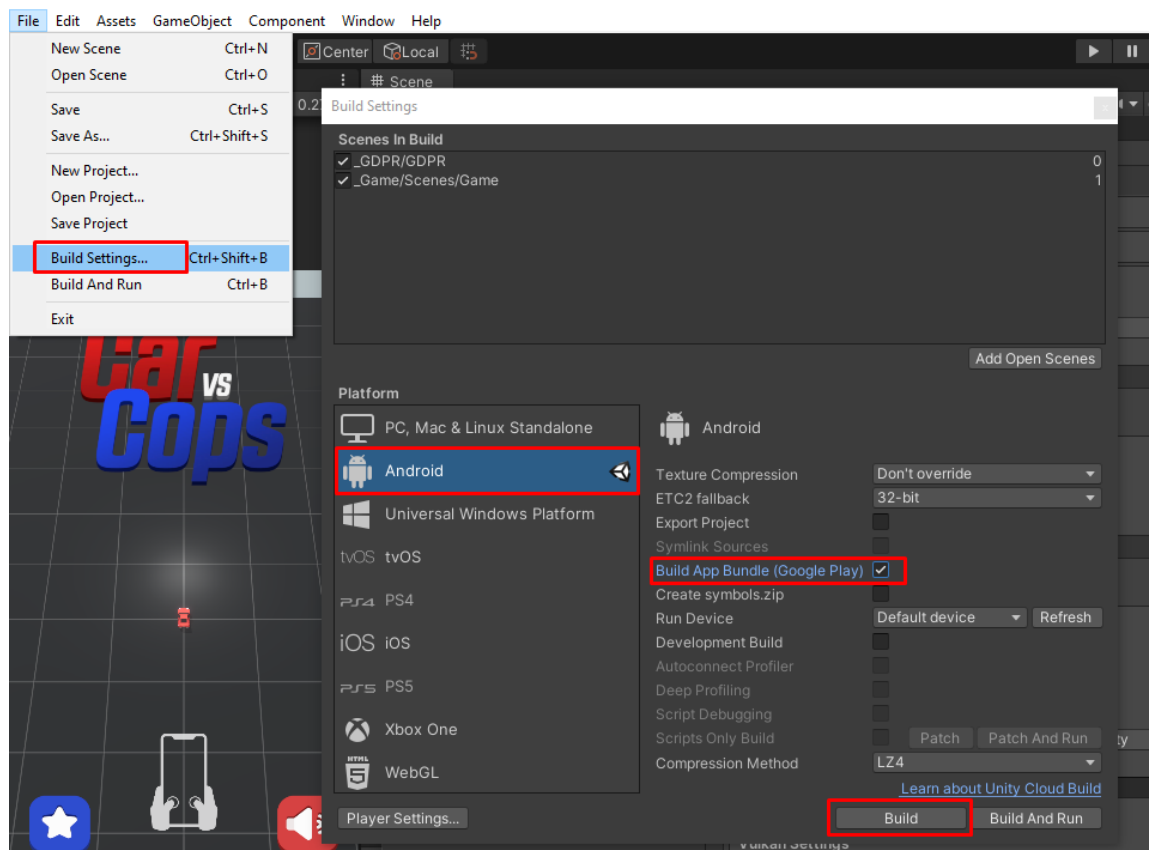 File Edit Assets GameObject Component Window Help
New Scene Ctrl+N
Open Scene Ctrl+O
Save Ctrl+S
Save As... Ctrl+Shift+S
New Project...
Open Project...
Save Project
Build Settings... Ctrl+Shift+B
Build And Run Ctrl+B
Exit
Center Local
# Scene
Build Settings
Scenes In Build
_GDPR/GDPR 0
_Game/Scenes/Game 1
Add Open Scenes
Car
vs
Cops
Platform
PC, Mac & Linux Standalone
Android
Universal Windows Platform
tvOS tvOS
PS4 PS4
iOS iOS
PS5 PS5
Xbox One
HTML
5 WebGL
Player Settings...
Android
Texture Compression Don't override
ETC2 fallback 32-bit
Export Project
Symlink Sources
Build App Bundle (Google Play)
Create symbols.zip
Run Device Default device Refresh
Development Build
Autoconnect Profiler
Deep Profiling
Script Debugging
Scripts Only Build Patch Patch And Run
Compression Method LZ4
Learn about Unity Cloud Build
Build Build And Run
Vulkan Settings